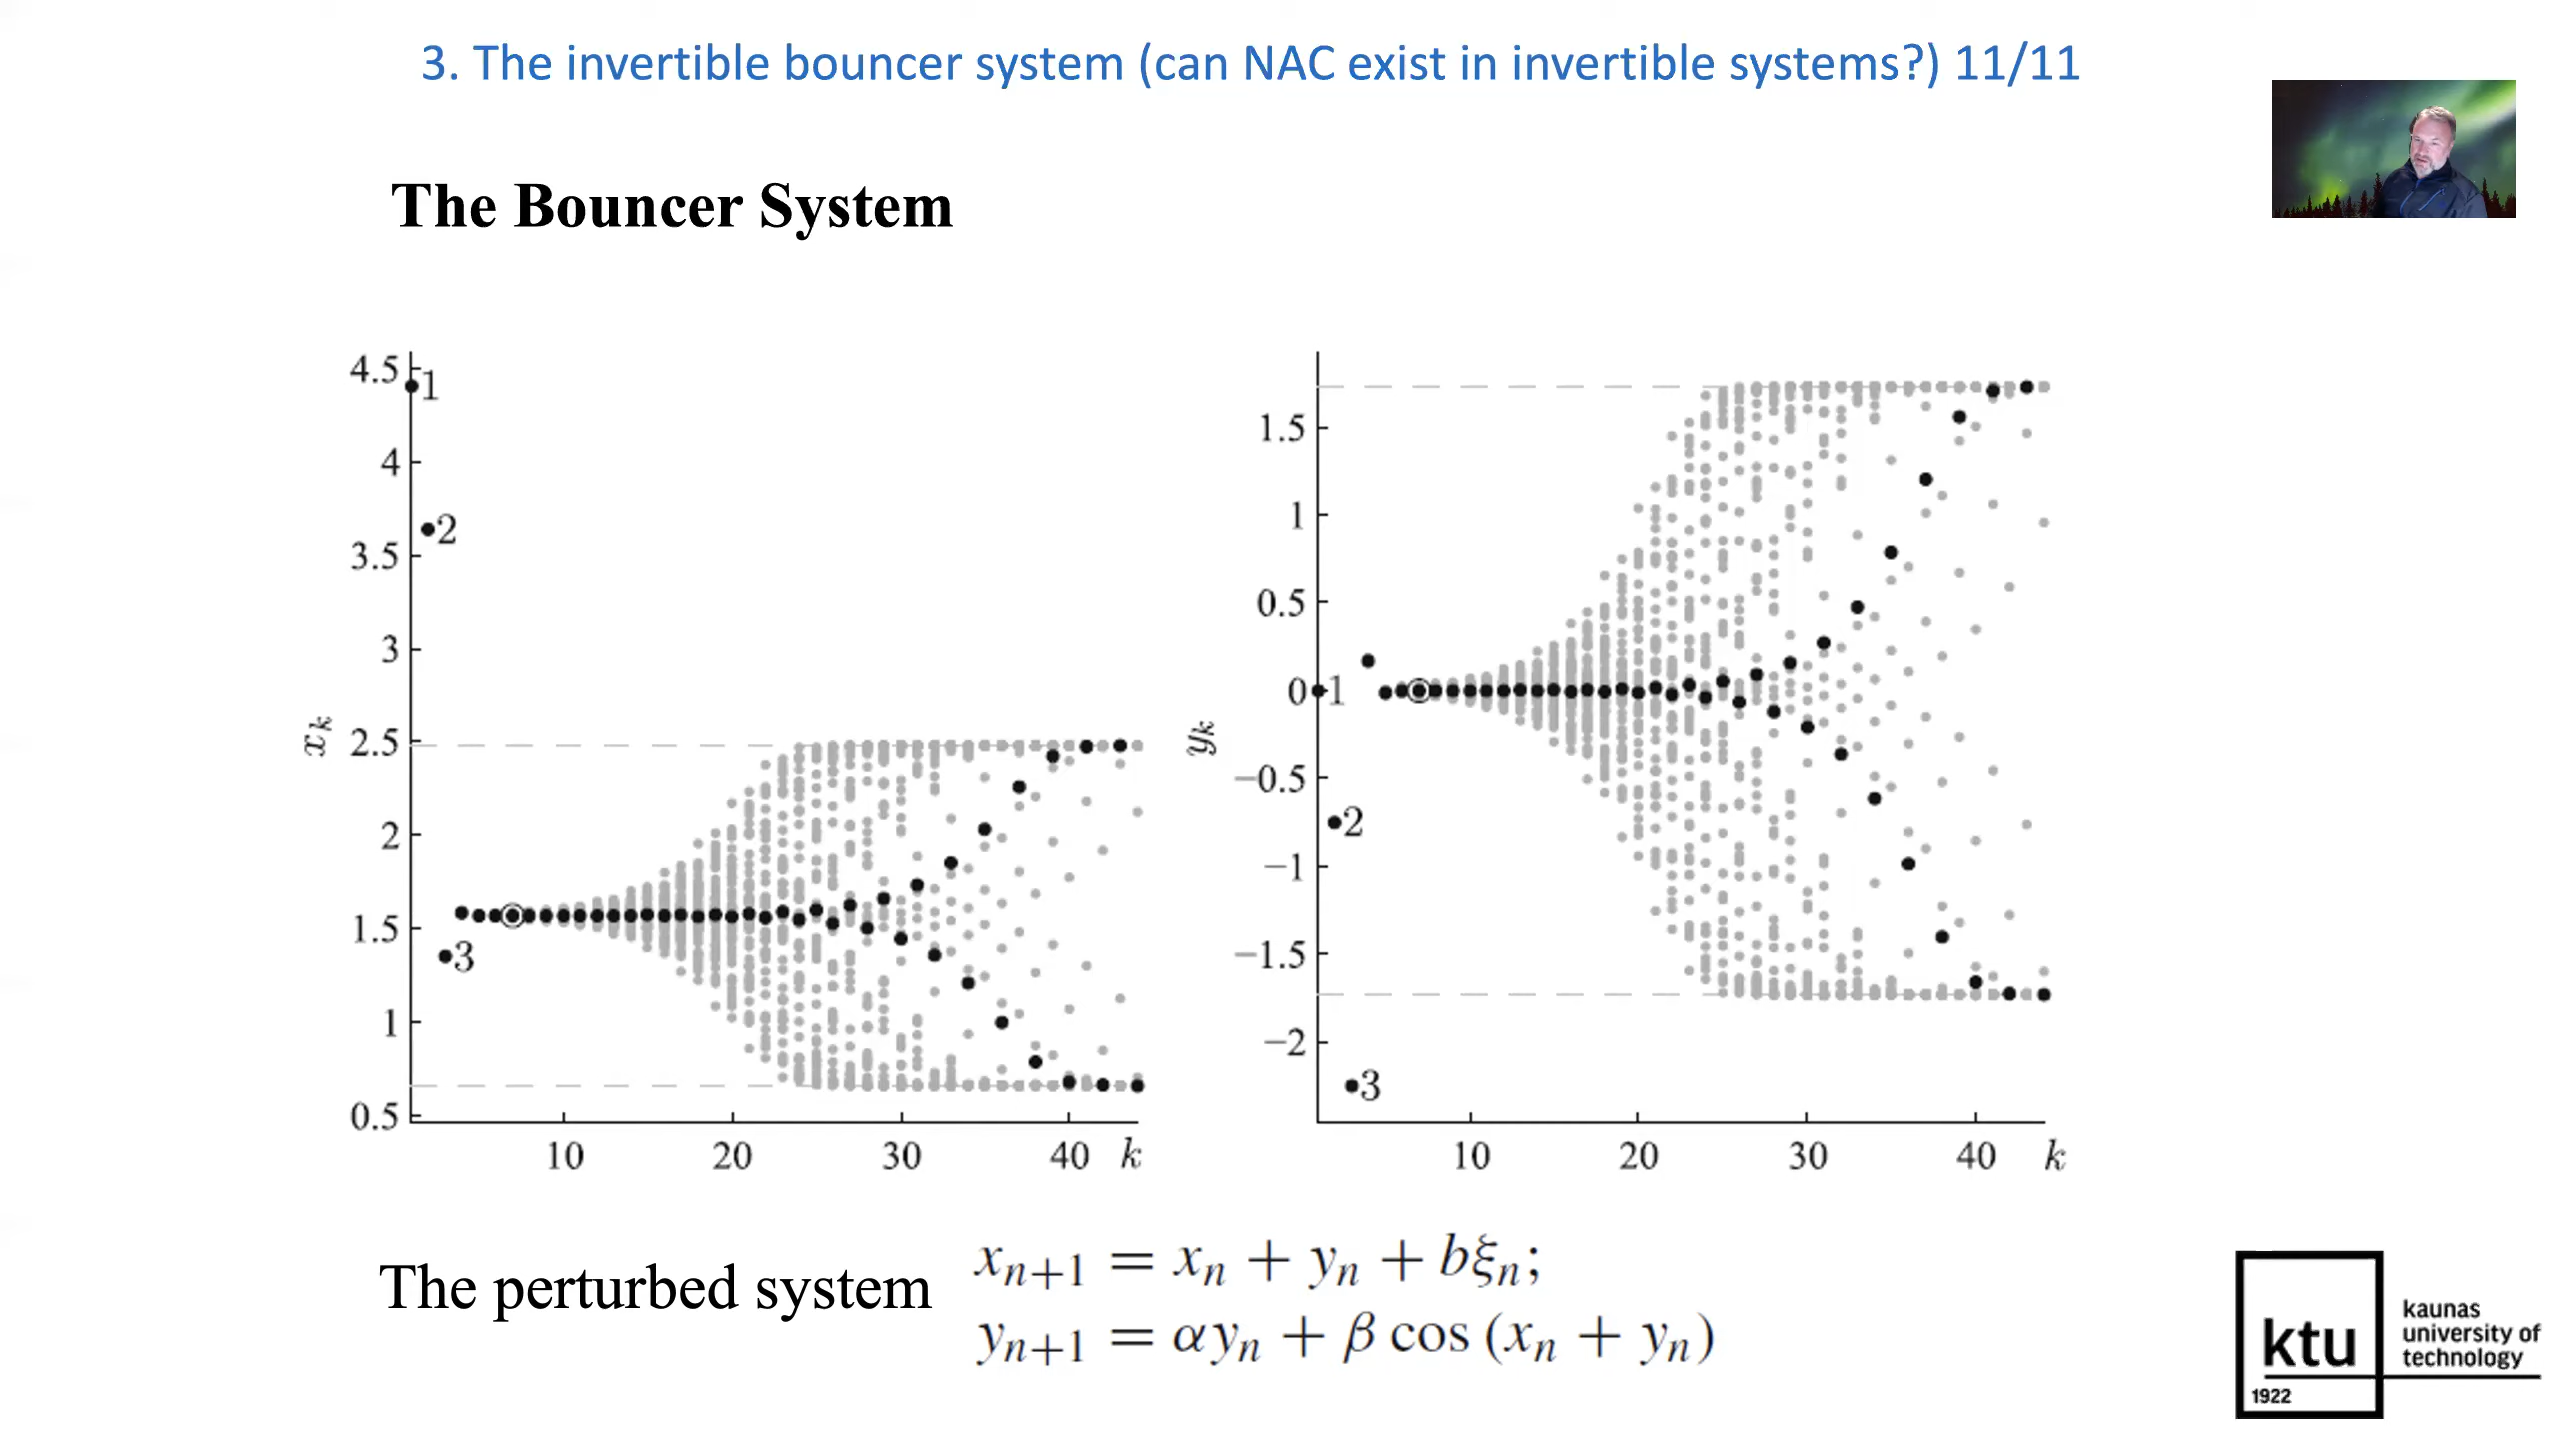 3. The invertible bouncer system (can NAC exist in invertible systems?) 11/11
The Bouncer System
4.5
4
3.5
3
2.5
2
1.5
1
0.5
x_k
1
2
3
10 20 30 40 k
1.5
1
0.5
0
−0.5
−1
−1.5
−2
y_k
1
2
3
10 20 30 40 k
The perturbed system
x_{n+1} = x_n + y_n + bξ_n;
y_{n+1} = αy_n + β cos (x_n + y_n)
ktu
1922
kaunas
university of
technology